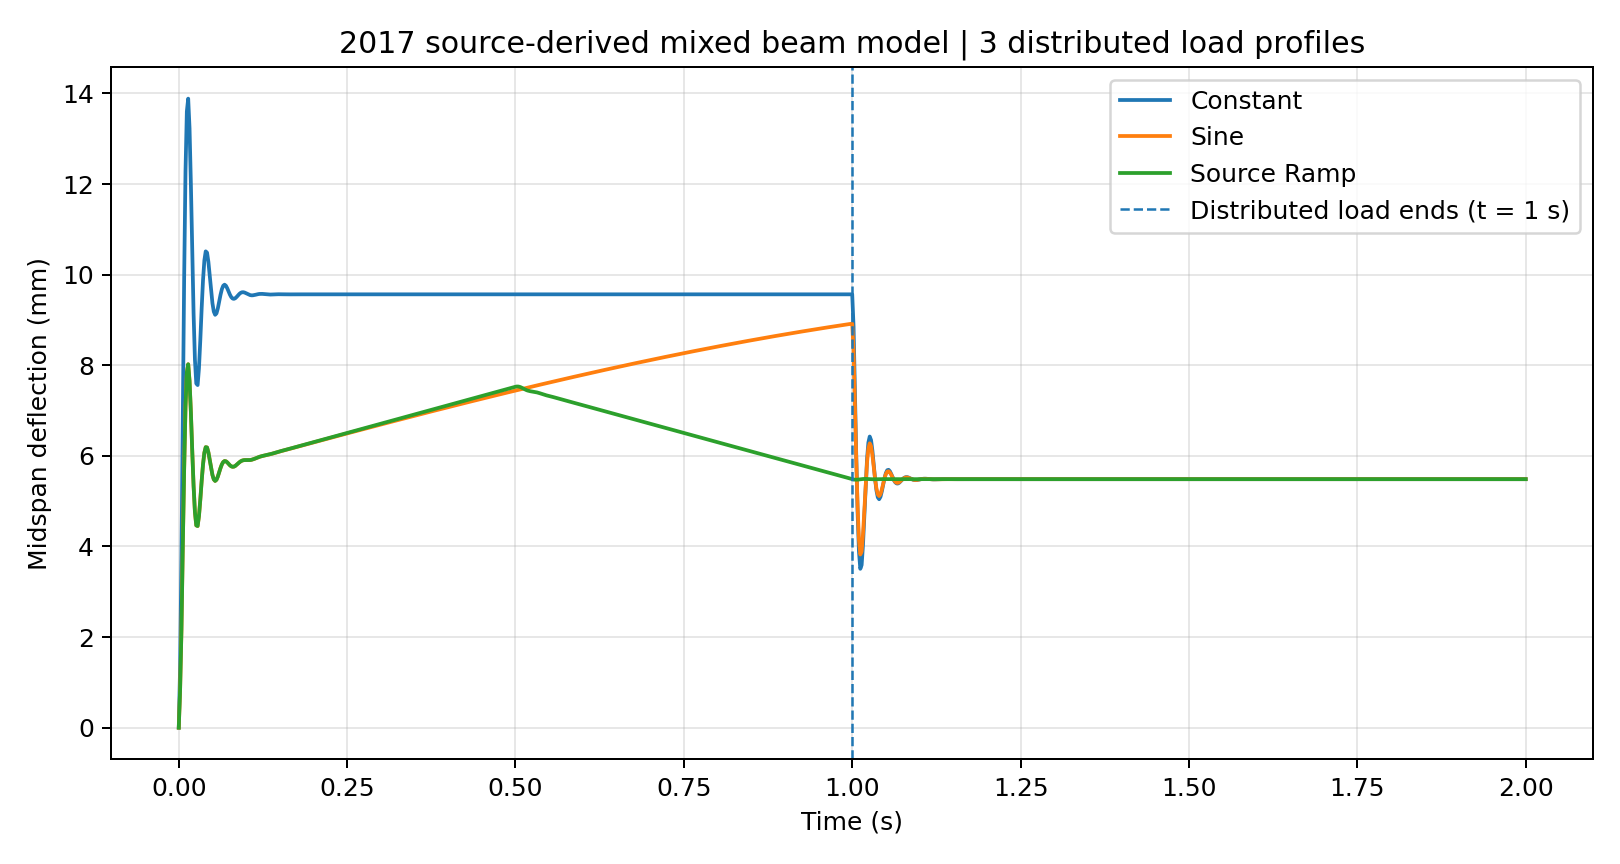 2017 source-derived mixed beam model | 3 distributed load profiles
Midspan deflection (mm)
14
12
10
8
6
4
2
0
Constant
Sine
Source Ramp
Distributed load ends (t = 1 s)
0.00 0.25 0.50 0.75 1.00 1.25 1.50 1.75 2.00
Time (s)